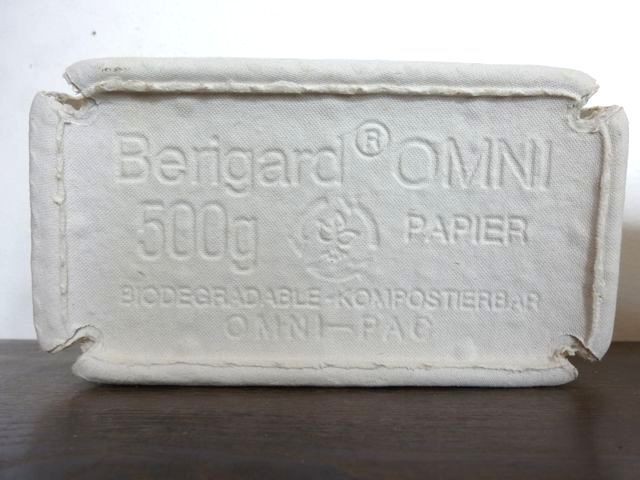 Berigard® OMNI
500g PAPIER
BIODEGRADABLE - KOMPOSTIERBAR
OMNI-PAC